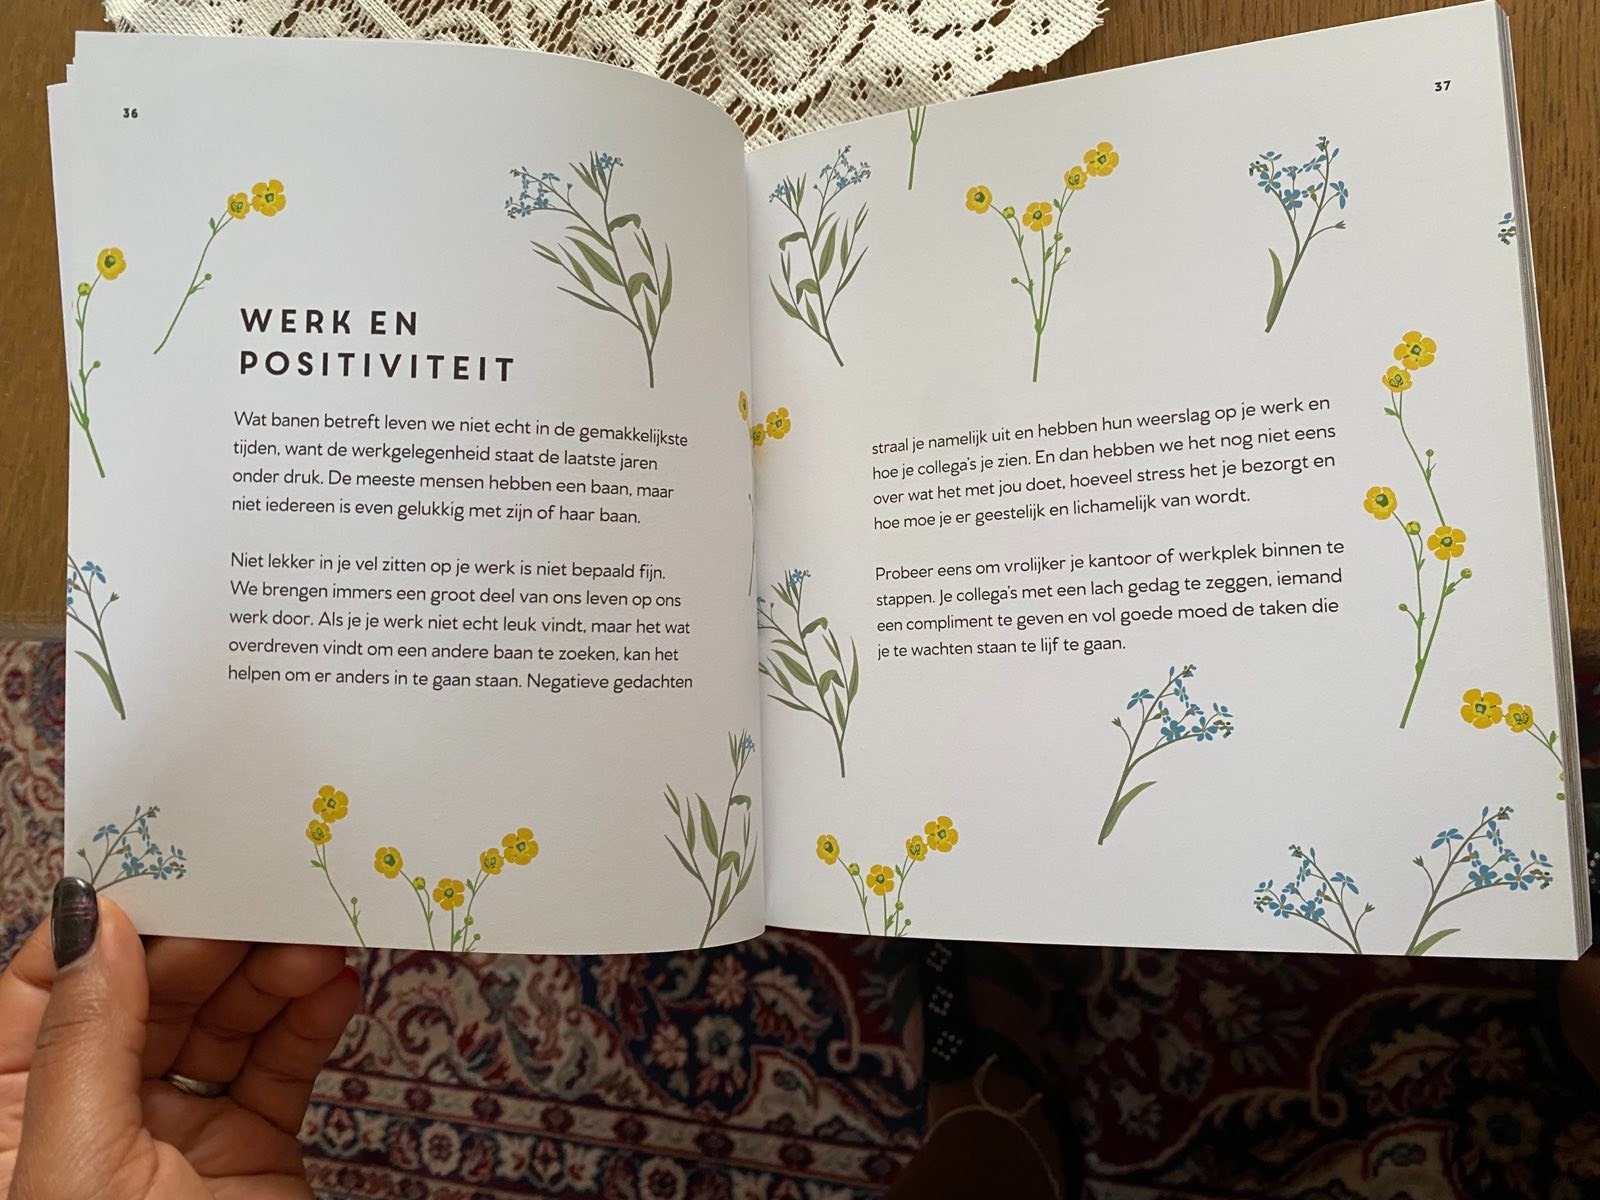 36
WERK EN
POSITIVITEIT
Wat banen betreft leven we niet echt in de gemakkelijkste
tijden, want de werkgelegenheid staat de laatste jaren
onder druk. De meeste mensen hebben een baan, maar
niet iedereen is even gelukkig met zijn of haar baan.
Niet lekker in je vel zitten op je werk is niet bepaald fijn.
We brengen immers een groot deel van ons leven op ons
werk door. Als je je werk niet echt leuk vindt, maar het wat
overdreven vindt om een andere baan te zoeken, kan het
helpen om er anders in te gaan staan. Negatieve gedachten
37
straal je namelijk uit en hebben hun weerslag op je werk en
hoe je collega's je zien. En dan hebben we het nog niet eens
over wat het met jou doet, hoeveel stress het je bezorgt en
hoe moe je er geestelijk en lichamelijk van wordt.
Probeer eens om vrolijker je kantoor of werkplek binnen te
stappen. Je collega's met een lach gedag te zeggen, iemand
een compliment te geven en vol goede moed de taken die
je te wachten staan te lijf te gaan.